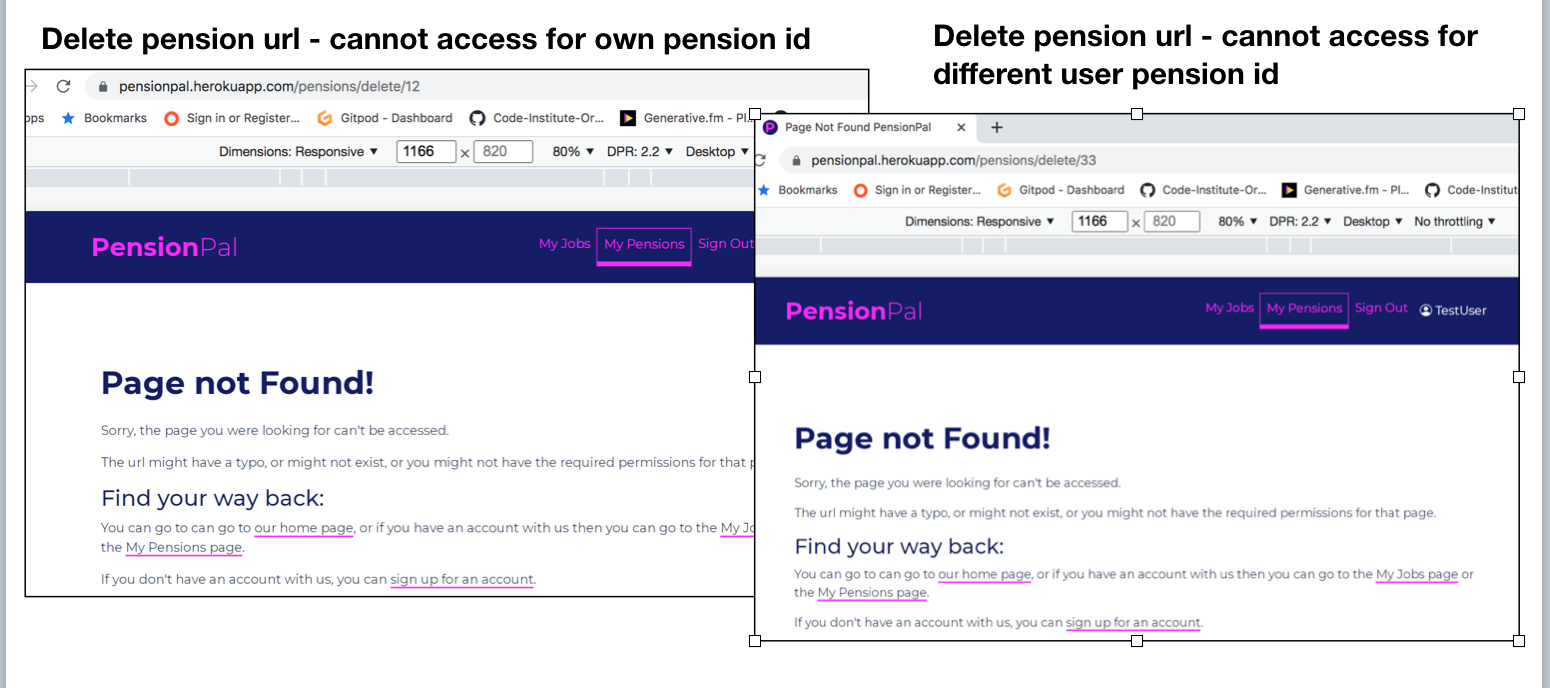 Delete pension url - cannot access for own pension id
pensionpal.herokuapp.com/pensions/delete/12
Bookmarks Sign in or Register... Gitpod - Dashboard Code-Institute-Or... Generative.fm - Pl...
Dimensions: Responsive ▼ 1166 x 820 80% ▼ DPR: 2.2 ▼ Desktop ▼
PensionPal My Jobs My Pensions Sign Out
Page not Found!
Sorry, the page you were looking for can't be accessed.
The url might have a typo, or might not exist, or you might not have the required permissions for that p
Find your way back:
You can go to can go to our home page, or if you have an account with us then you can go to the My Jo
the My Pensions page.
If you don't have an account with us, you can sign up for an account.
Delete pension url - cannot access for
different user pension id
Page Not Found PensionPal
pensionpal.herokuapp.com/pensions/delete/33
Bookmarks Sign in or Register... Gitpod - Dashboard Code-Institute-Or... Generative.fm - Pl... Code-Institut
Dimensions: Responsive ▼ 1166 x 820 80% ▼ DPR: 2.2 ▼ Desktop ▼ No throttling ▼
PensionPal My Jobs My Pensions Sign Out TestUser
Page not Found!
Sorry, the page you were looking for can't be accessed.
The url might have a typo, or might not exist, or you might not have the required permissions for that page.
Find your way back:
You can go to can go to our home page, or if you have an account with us then you can go to the My Jobs page or
the My Pensions page.
If you don't have an account with us, you can sign up for an account.